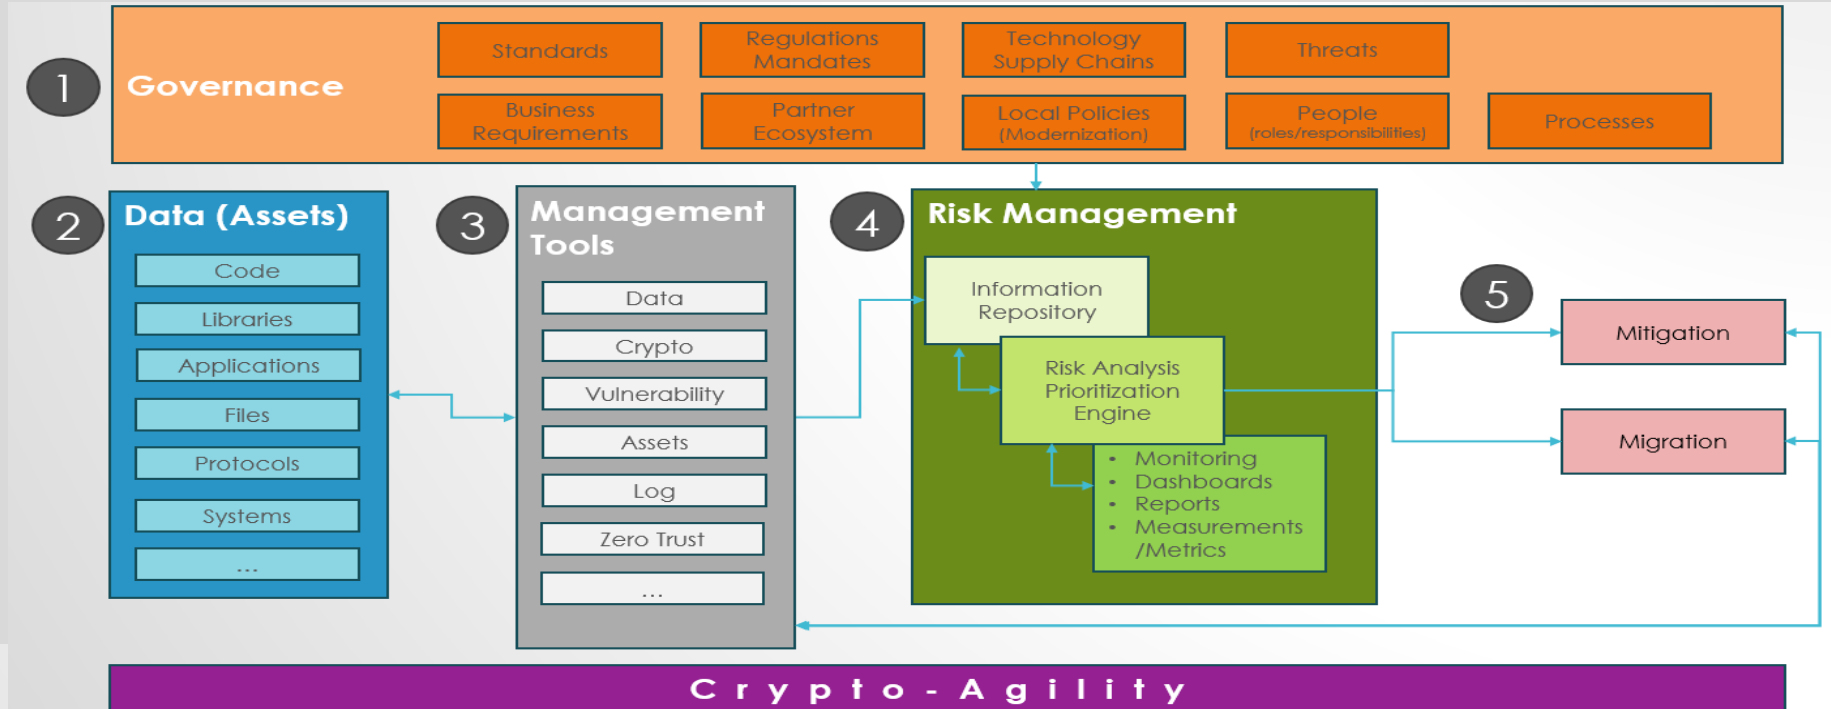 1
Governance
Standards
Regulations
Mandates
Technology
Supply Chains
Threats
Business
Requirements
Partner
Ecosystem
Local Policies
(Modernization)
People
(roles/responsibilities)
Processes
2
Data (Assets)
Code
Libraries
Applications
Files
Protocols
Systems
...
3
Management
Tools
Data
Crypto
Vulnerability
Assets
Log
Zero Trust
...
4
Risk Management
Information
Repository
Risk Analysis
Prioritization
Engine
• Monitoring
• Dashboards
• Reports
• Measurements
/Metrics
5
Mitigation
Migration
Crypto-Agility